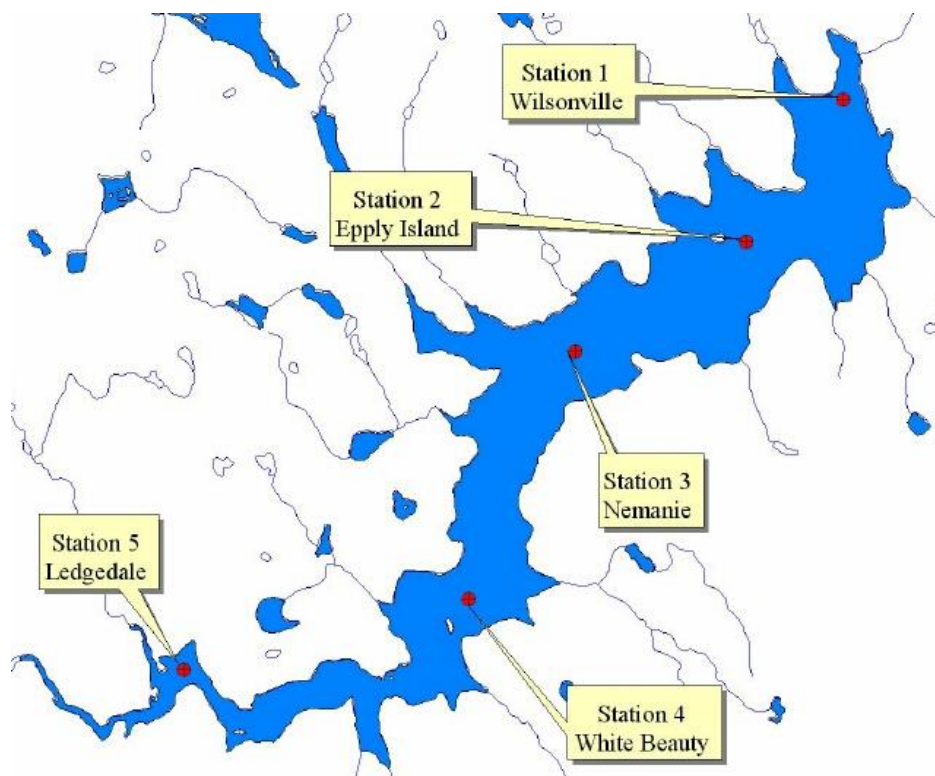 Station 1
Wilsonville
Station 2
Epply Island
Station 3
Nemanie
Station 5
Ledgedale
Station 4
White Beauty